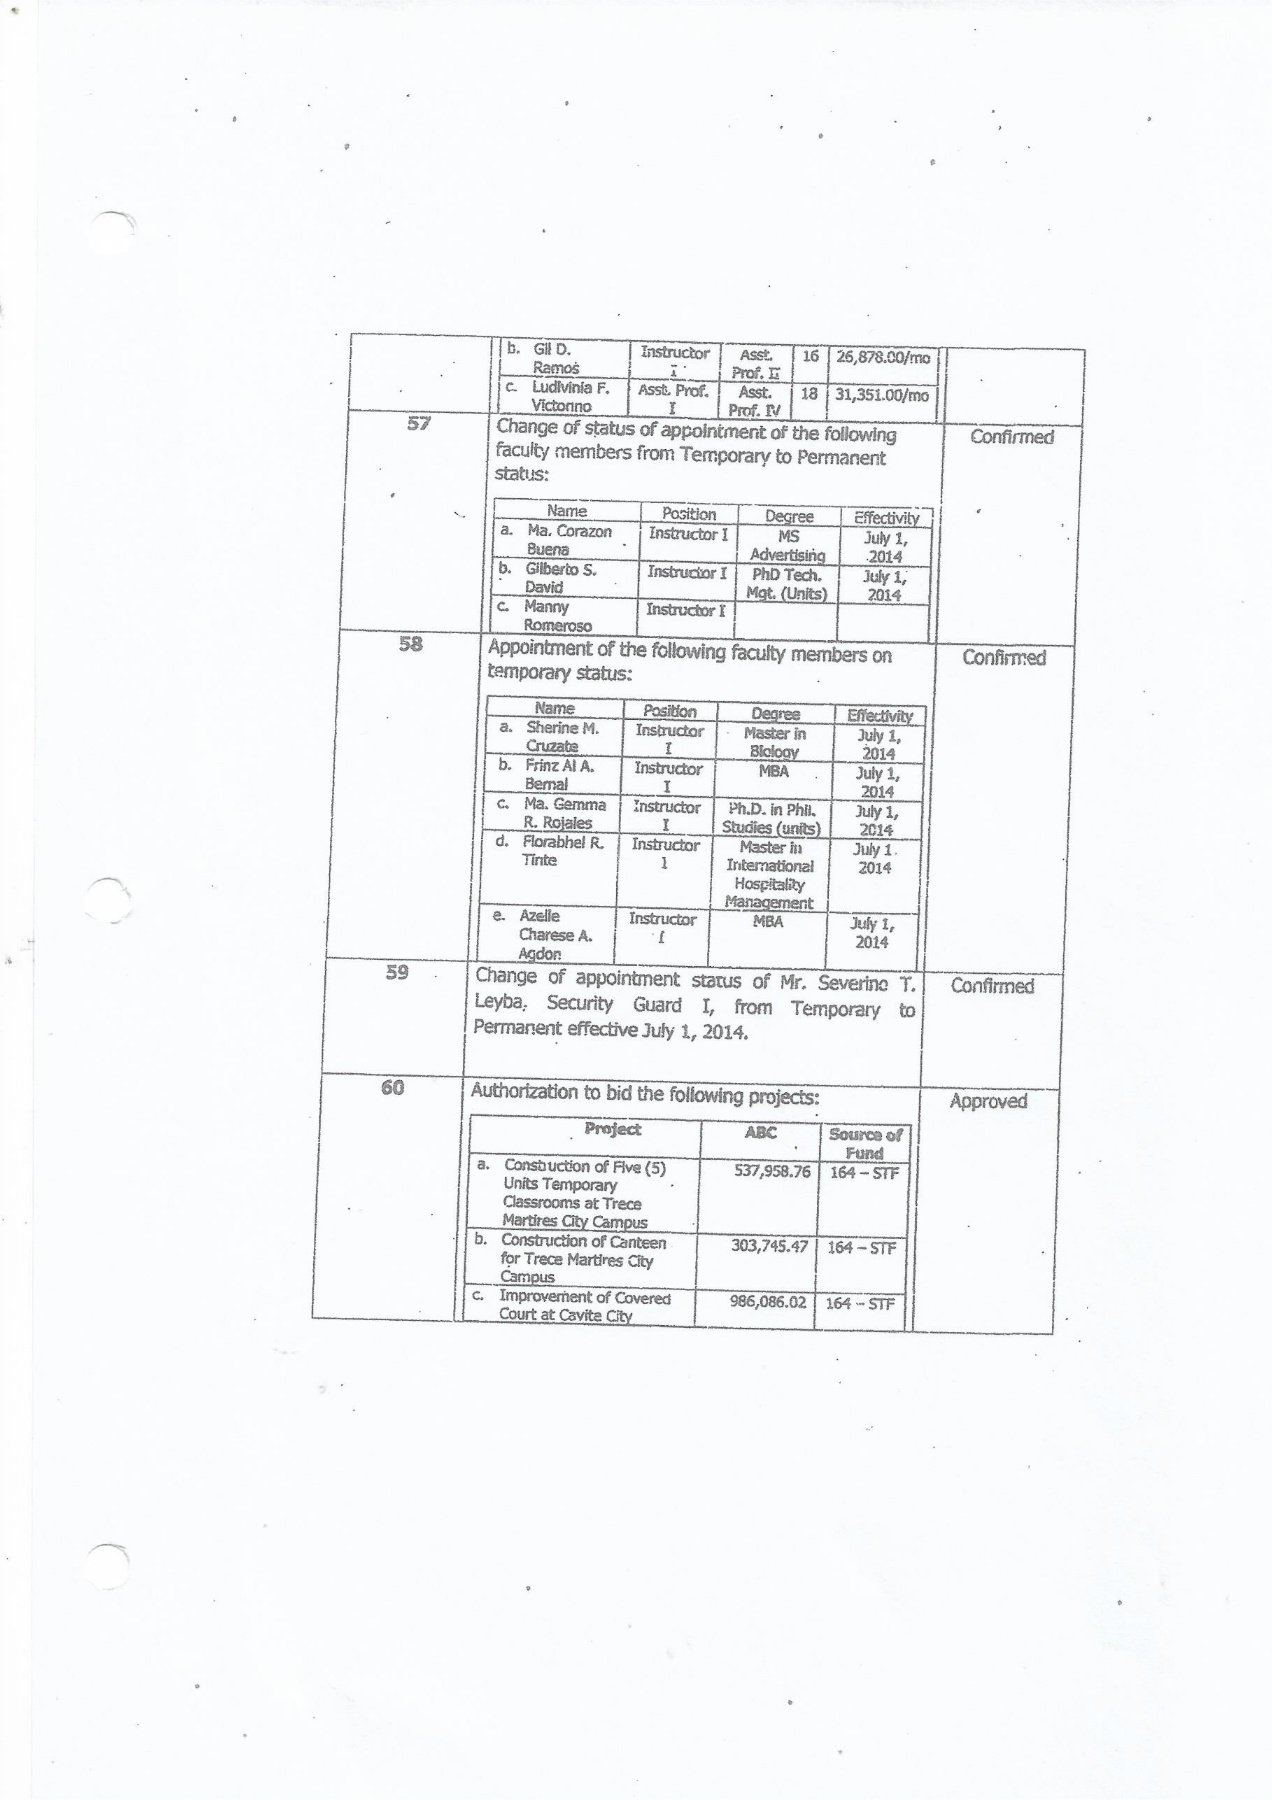 b. Gil D. Instructor Asst. 16 26,878.00/mo
Ramos I Prof. II
c. Ludivinia F. Asst. Prof. Asst. 18 31,351.00/mo
Victorino I Prof. IV
57 Change of status of appointment of the following Confirmed
faculty members from Temporary to Permanent
status:
Name Position Degree Effectivity
a. Ma. Corazon Instructor I MS July 1,
Buena Advertising 2014
b. Gilberto S. Instructor I PhD Tech. July 1,
David Mgt. (Units) 2014
c. Manny Instructor I
Romeroso
58 Appointment of the following faculty members on Confirmed
temporary status:
Name Position Degree Effectivity
a. Sherine M. Instructor Master in July 1,
Cruzate I Biology 2014
b. Frinz Al A. Instructor MBA July 1,
Bernal I 2014
c. Ma. Gemma Instructor Ph.D. in Phil. July 1,
R. Rojales I Studies (units) 2014
d. Florabhel R. Instructor Master in July 1.
Tinte 1 International 2014
Hospitality
Management
e. Azelle Instructor MBA July 1,
Charese A. I 2014
Agdon
59 Change of appointment status of Mr. Severino T. Confirmed
Leyba, Security Guard I, from Temporary to
Permanent effective July 1, 2014.
60 Authorization to bid the following projects: Approved
Project ABC Source of
Fund
a. Construction of Five (5) 537,958.76 164 – STF
Units Temporary
Classrooms at Trece
Martires City Campus
b. Construction of Canteen 303,745.47 164 – STF
for Trece Martires City
Campus
c. Improvement of Covered 986,086.02 164 – STF
Court at Cavite City